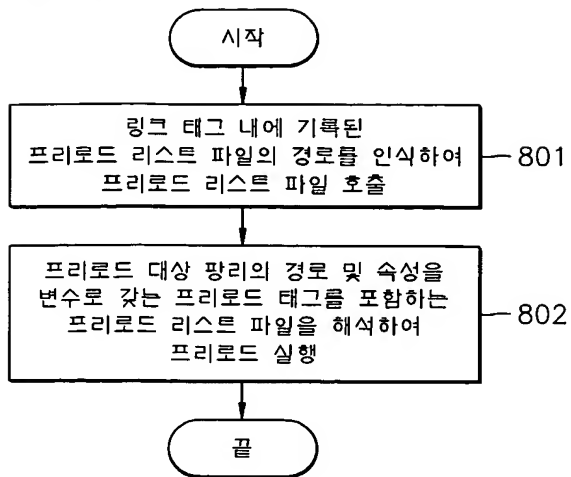 시작
링크 태그 내에 기록된
프리로드 리스트 파일의 경로를 인식하여
프리로드 리스트 파일 호출
801
프리로드 대상 팡리의 경로 및 속성을
변수로 갖는 프리로드 태그를 포함하는
프리로드 리스트 파일을 해석하여
프리로드 실행
802
끝